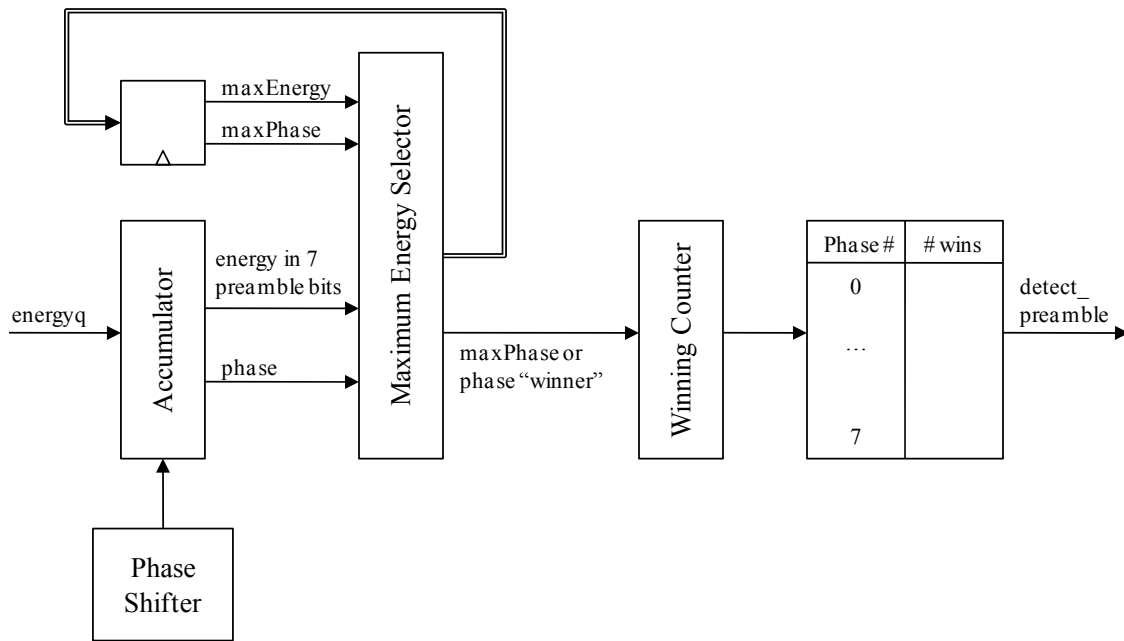 maxEnergy
maxPhase
Maximum Energy Selector
Accumulator
energyq
energy in 7
preamble bits
phase
Phase
Shifter
maxPhase or
phase “winner”
Winning Counter
Phase # # wins
0
...
7
detect_
preamble